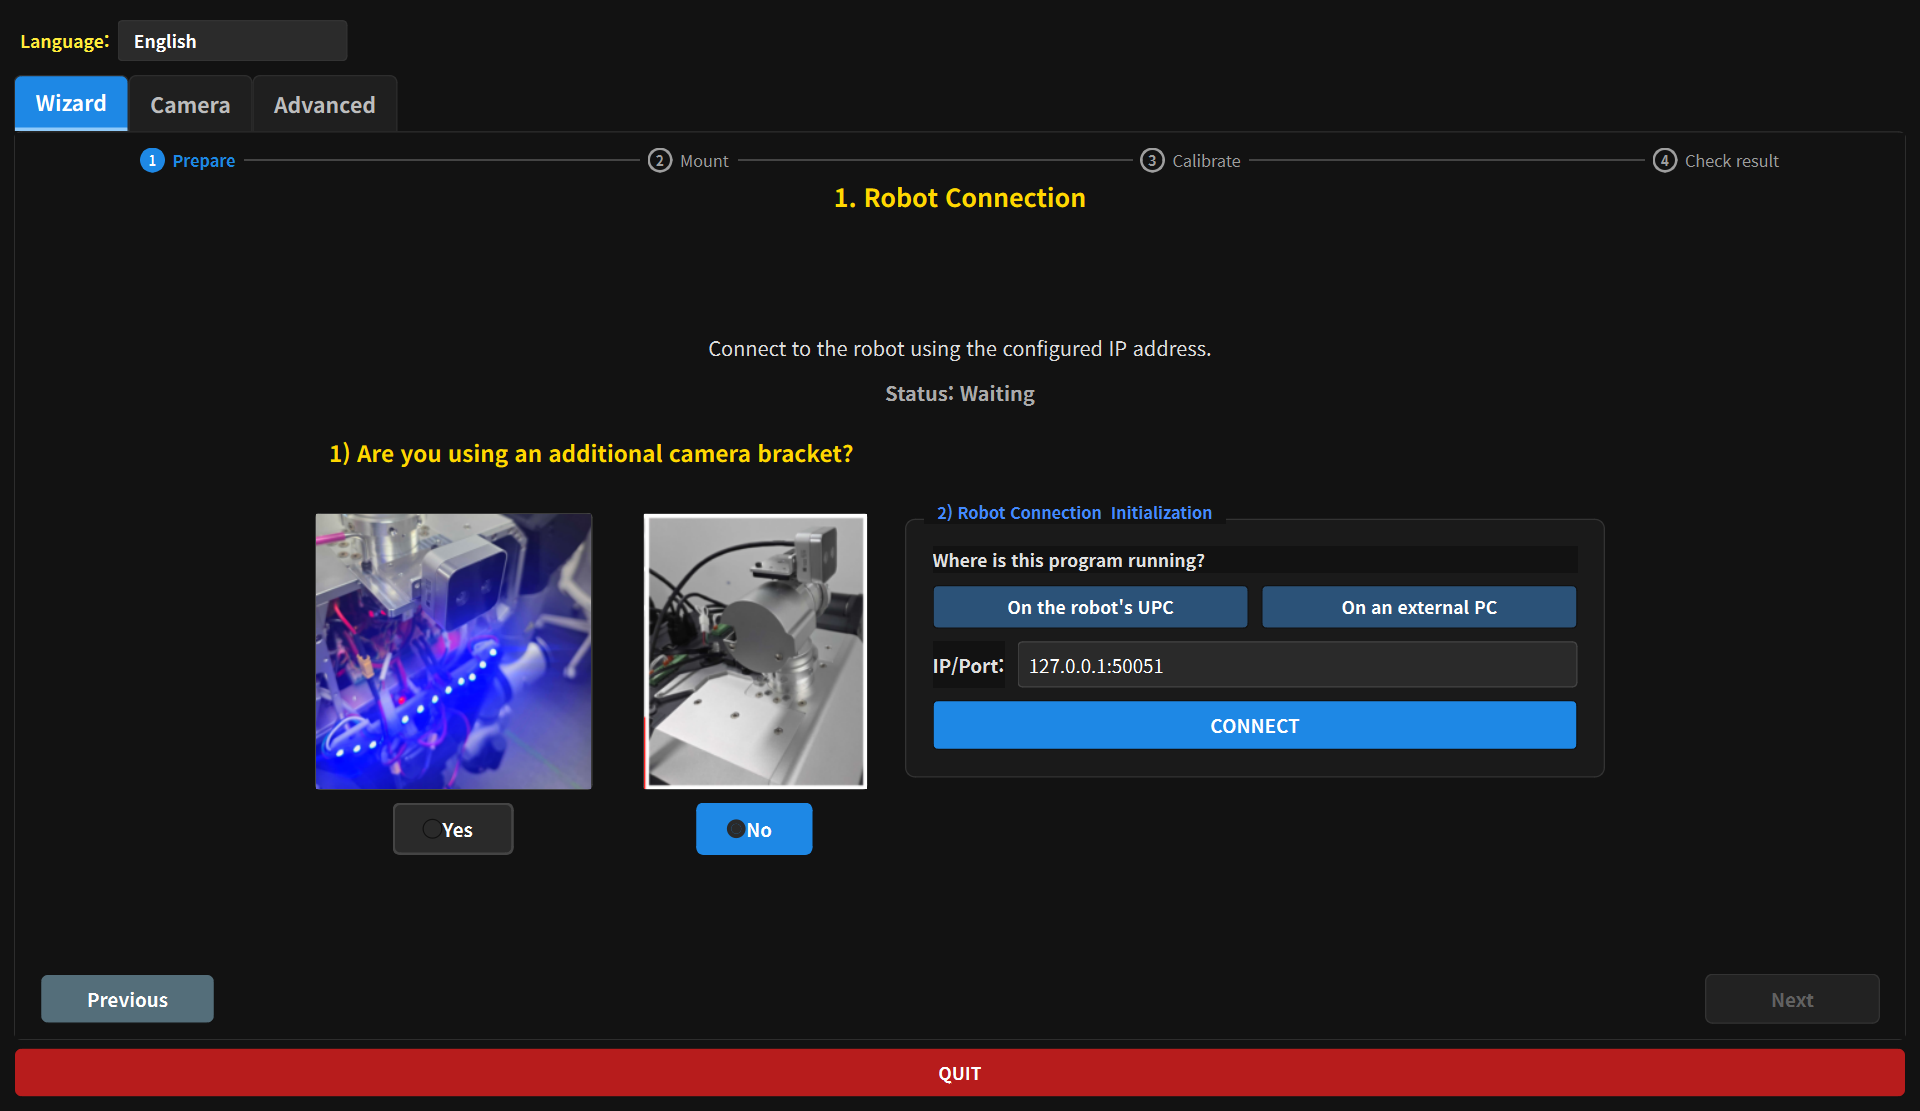 Language: English
Wizard Camera Advanced
1 Prepare 2 Mount 3 Calibrate 4 Check result
1. Robot Connection
Connect to the robot using the configured IP address.
Status: Waiting
1) Are you using an additional camera bracket?
2) Robot Connection Initialization
Where is this program running?
On the robot's UPC On an external PC
IP/Port: 127.0.0.1:50051
CONNECT
Yes No
Previous Next
QUIT